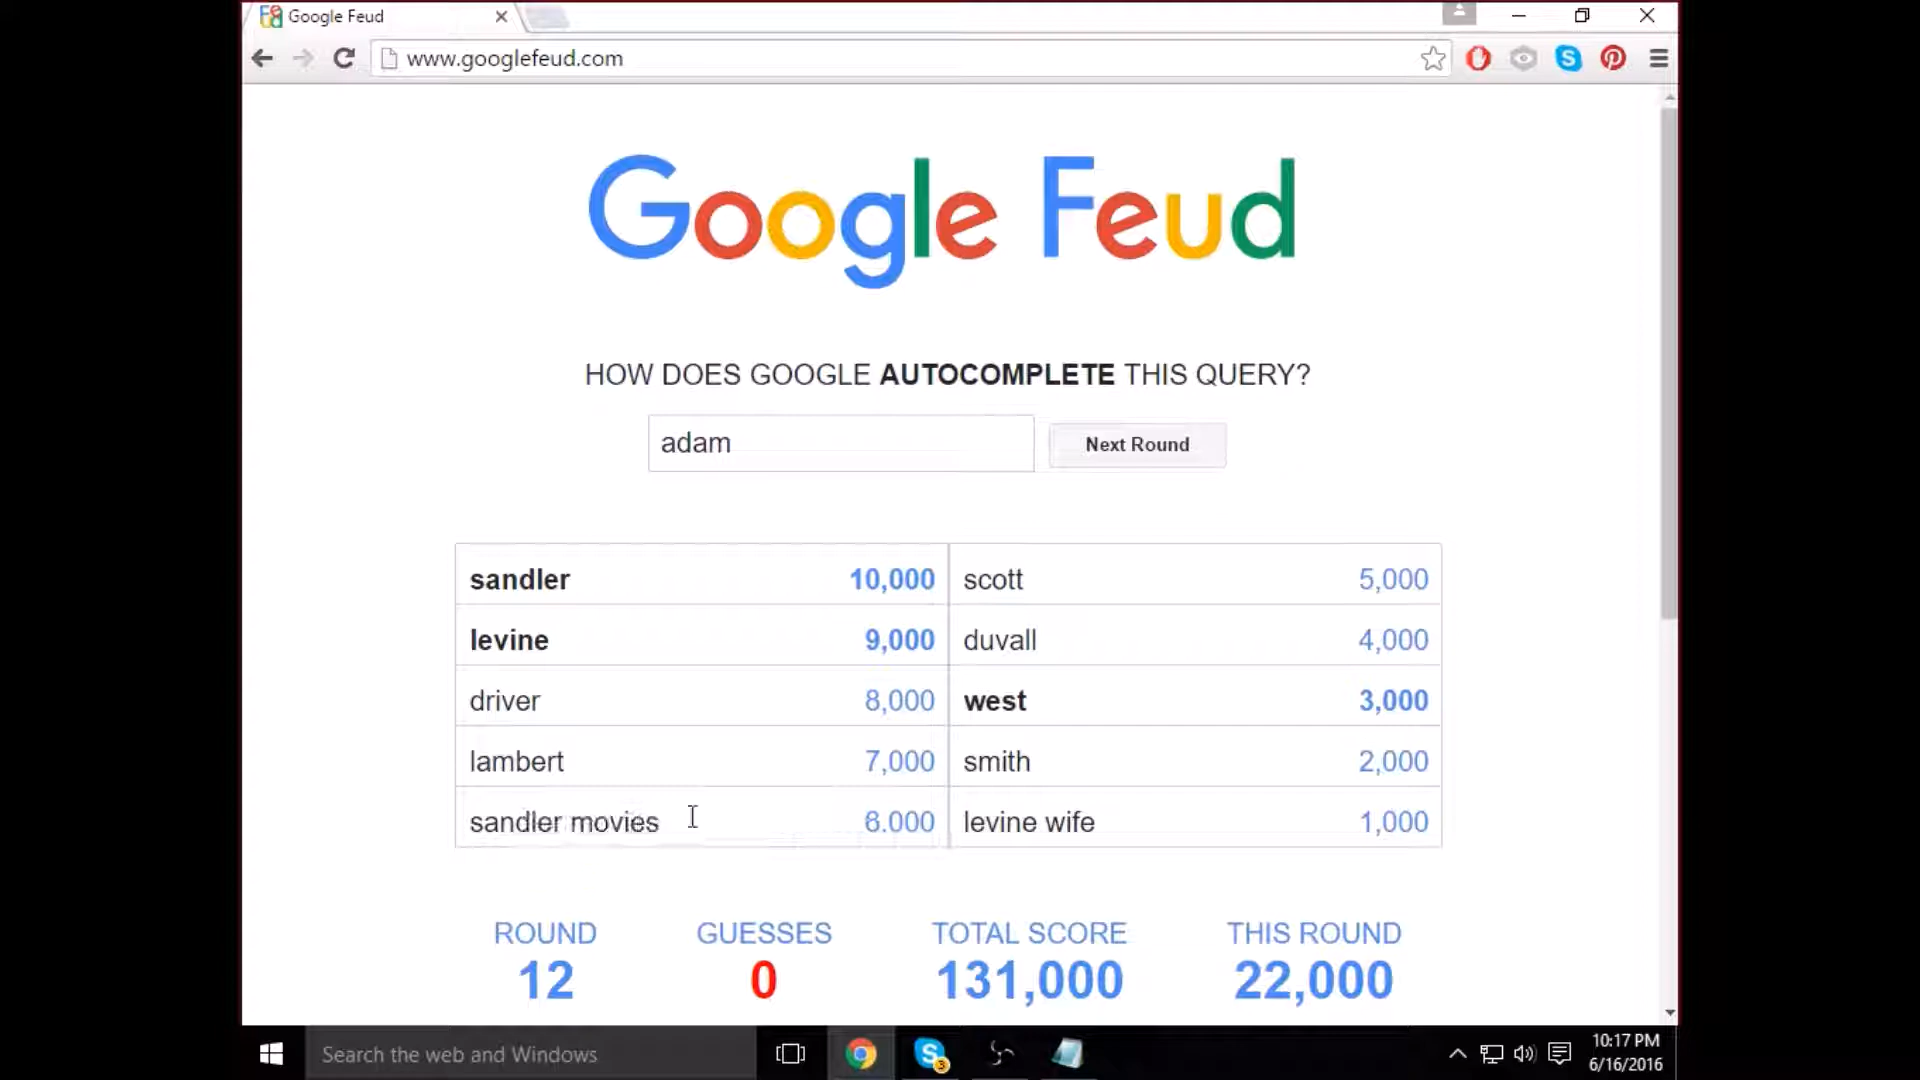 Google Feud
www.googlefeud.com
Google Feud
HOW DOES GOOGLE AUTOCOMPLETE THIS QUERY?
adam
Next Round
sandler 10,000 scott 5,000
levine 9,000 duvall 4,000
driver 8,000 west 3,000
lambert 7,000 smith 2,000
sandler movies 6.000 levine wife 1,000
ROUND GUESSES TOTAL SCORE THIS ROUND
12 0 131,000 22,000
Search the web and Windows
3
10:17 PM
6/16/2016